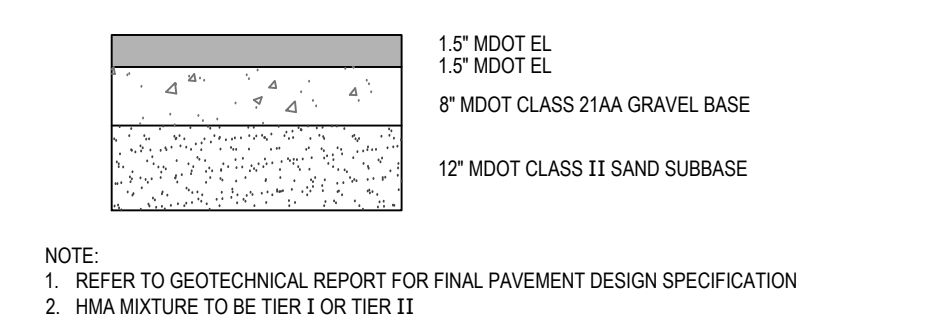 1.5" MDOT EL
1.5" MDOT EL
8" MDOT CLASS 21AA GRAVEL BASE
12" MDOT CLASS II SAND SUBBASE
NOTE:
1. REFER TO GEOTECHNICAL REPORT FOR FINAL PAVEMENT DESIGN SPECIFICATION
2. HMA MIXTURE TO BE TIER I OR TIER II